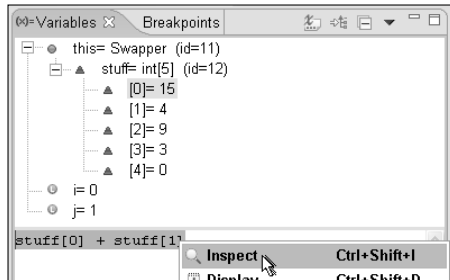 (x)= Variables Breakpoints
this= Swapper (id=11)
stuff= int[5] (id=12)
[0]= 15
[1]= 4
[2]= 9
[3]= 3
[4]= 0
i= 0
j= 1
stuff[0] + stuff[1]
Inspect Ctrl+Shift+I
Display Ctrl+Shift+D